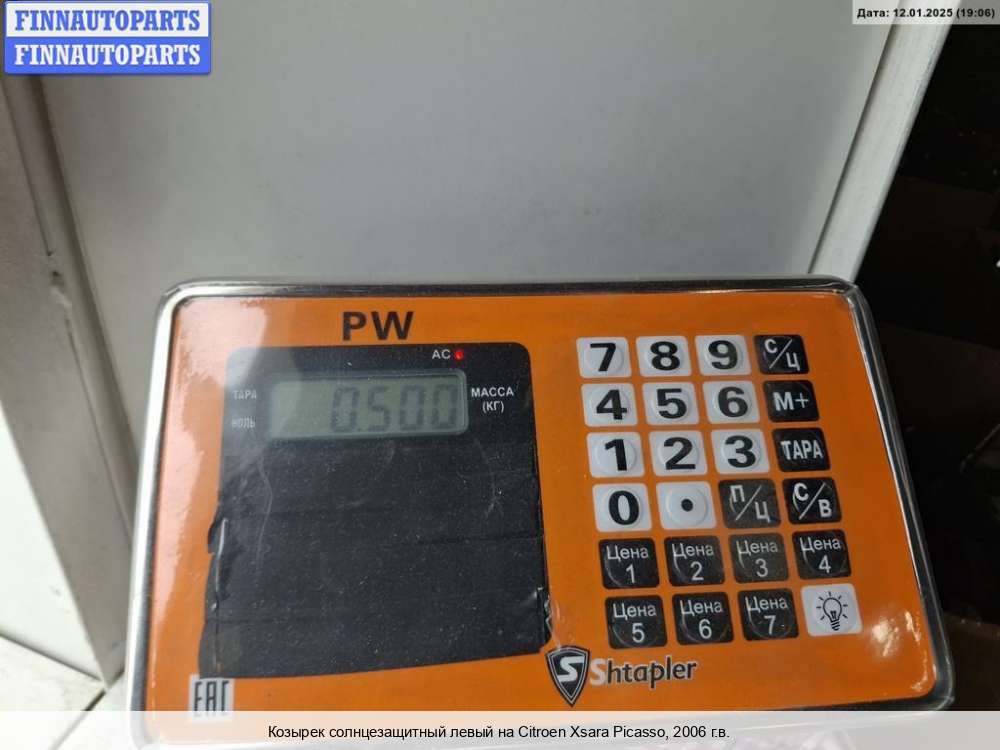 FINNAUTOPARTS
FINNAUTOPARTS
Дата: 12.01.2025 (19:06)
PW
AC
ТАРА
НОЛЬ
0.500
МАССА
(КГ)
7 8 9 С/Ц
4 5 6 М+
1 2 3 ТАРА
0 . П/Ц С/В
Цена 1 Цена 2 Цена 3 Цена 4
Цена 5 Цена 6 Цена 7
S Shtapler
EAC
Козырек солнцезащитный левый на Citroen Xsara Picasso, 2006 г.в.